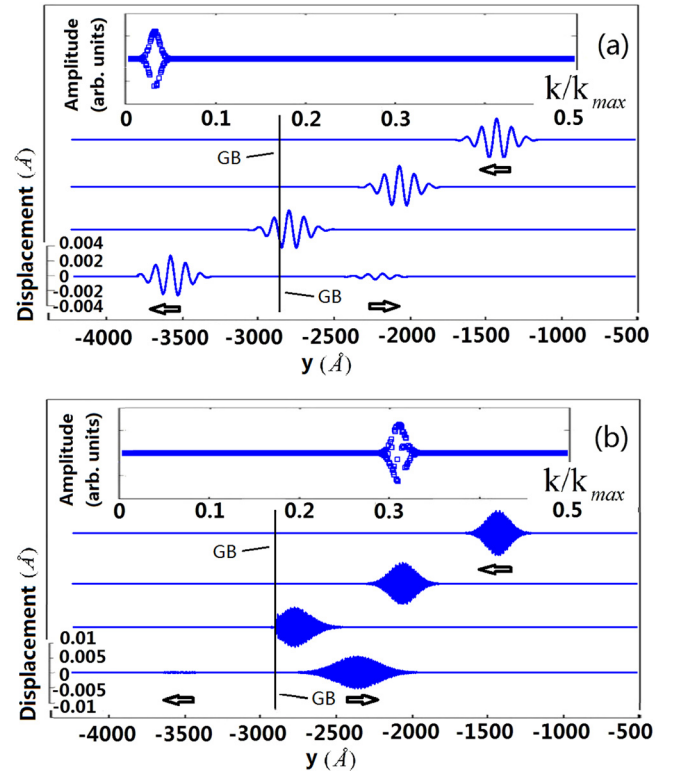 (a)
Amplitude
(arb. units)
k/k max
0 0.1 0.2 0.3 0.5
GB
Displacement (Å)
0.004
0.002
0
-0.002
-0.004
GB
-4000 -3500 -3000 -2500 -2000 -1500 -1000 -500
y (Å)
(b)
Amplitude
(arb. units)
k/k max
0 0.1 0.2 0.3 0.5
GB
Displacement (Å)
0.01
0.005
0
-0.005
-0.01
GB
-4000 -3500 -3000 -2500 -2000 -1500 -1000 -500
y (Å)